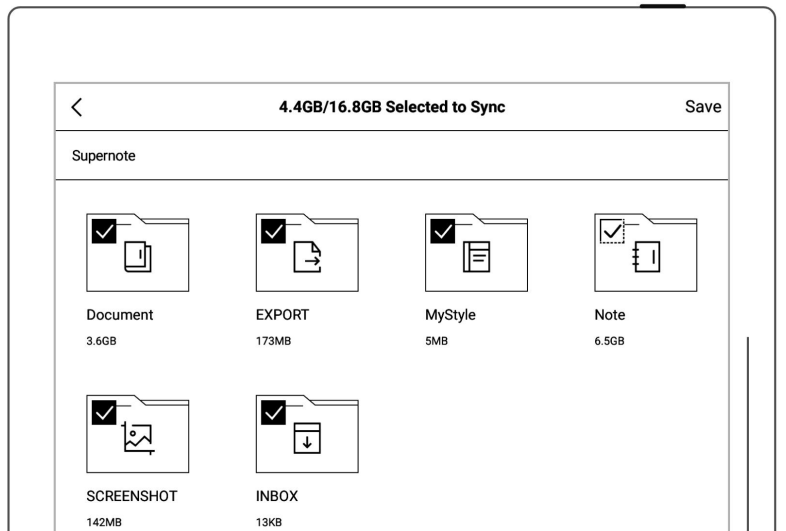 4.4GB/16.8GB Selected to Sync
Save
Supernote
Document
EXPORT
MyStyle
Note
3.6GB
173MB
5MB
6.5GB
SCREENSHOT
INBOX
142MB
13KB